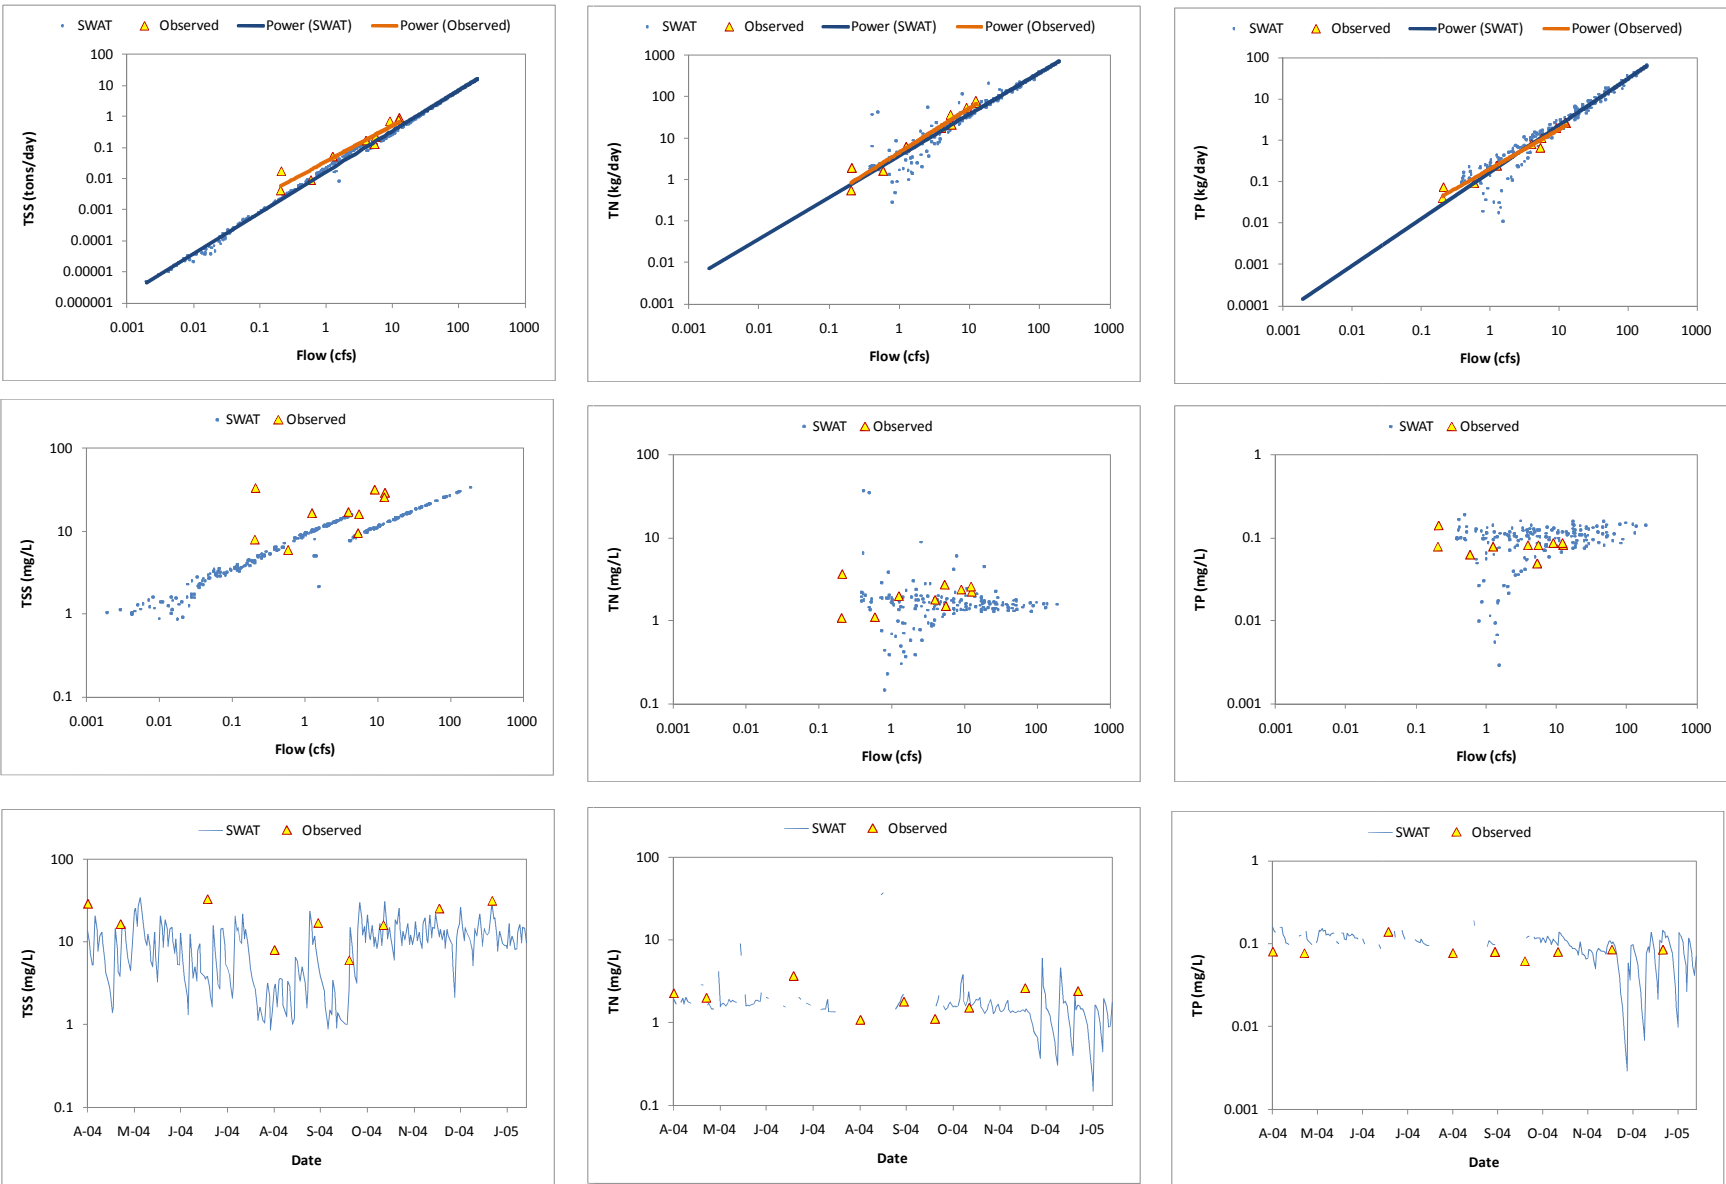 SWAT Observed Power (SWAT) Power (Observed)
100
10
1
0.1
0.01
0.001
0.0001
0.00001
0.000001
TSS (tons/day)
0.001 0.01 0.1 1 10 100 1000
Flow (cfs)
SWAT Observed Power (SWAT) Power (Observed)
1000
100
10
1
0.1
0.01
0.001
TN (kg/day)
0.001 0.01 0.1 1 10 100 1000
Flow (cfs)
SWAT Observed Power (SWAT) Power (Observed)
100
10
1
0.1
0.01
0.001
0.0001
TP (kg/day)
0.001 0.01 0.1 1 10 100 1000
Flow (cfs)
SWAT Observed
100
10
1
0.1
TSS (mg/L)
0.001 0.01 0.1 1 10 100 1000
Flow (cfs)
SWAT Observed
100
10
1
0.1
TN (mg/L)
0.001 0.01 0.1 1 10 100 1000
Flow (cfs)
SWAT Observed
1
0.1
0.01
0.001
TP (mg/L)
0.001 0.01 0.1 1 10 100 1000
Flow (cfs)
SWAT Observed
100
10
1
0.1
TSS (mg/L)
A-04 M-04 J-04 J-04 A-04 S-04 O-04 N-04 D-04 J-05
Date
SWAT Observed
100
10
1
0.1
TN (mg/L)
A-04 M-04 J-04 J-04 A-04 S-04 O-04 N-04 D-04 J-05
Date
SWAT Observed
1
0.1
0.01
0.001
TP (mg/L)
A-04 M-04 J-04 J-04 A-04 S-04 O-04 N-04 D-04 J-05
Date